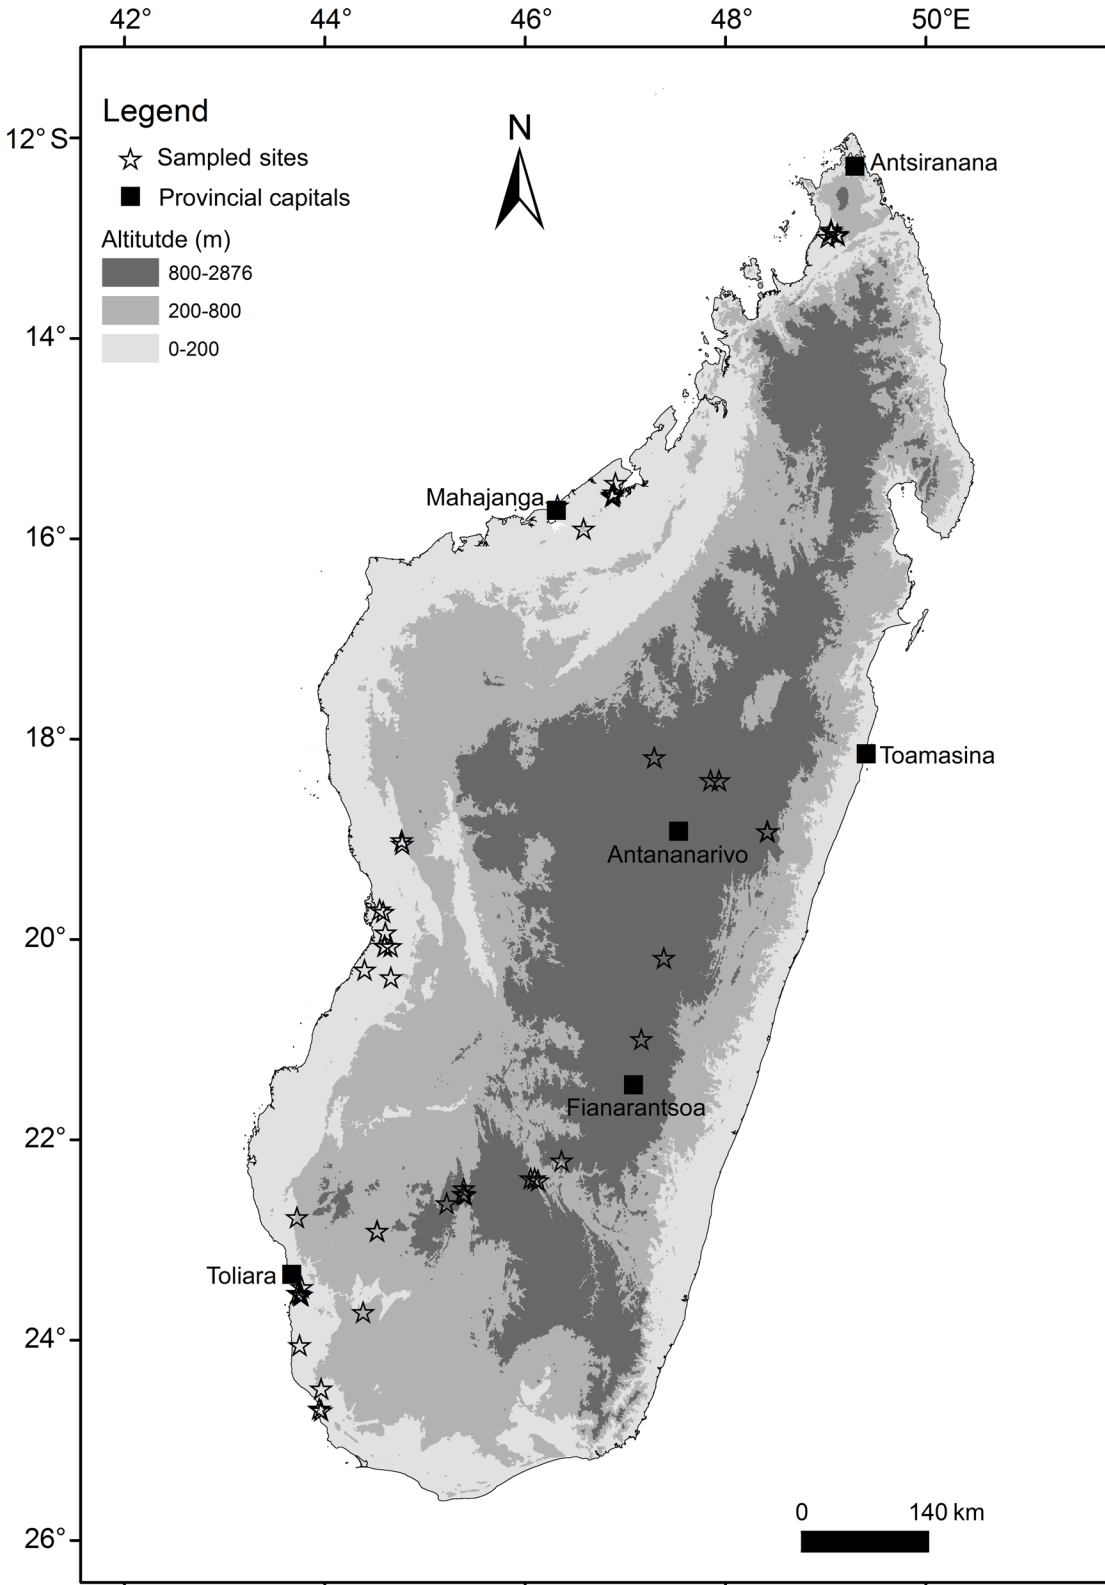 42° 44° 46° 48° 50°E
Legend
N
12° S
Sampled sites
Antsiranana
Provincial capitals
Altitutde (m)
800-2876
200-800
14°
0-200
Mahajanga
16°
18°
Toamasina
Antananarivo
20°
Fianarantsoa
22°
Toliara
24°
0 140 km
26°